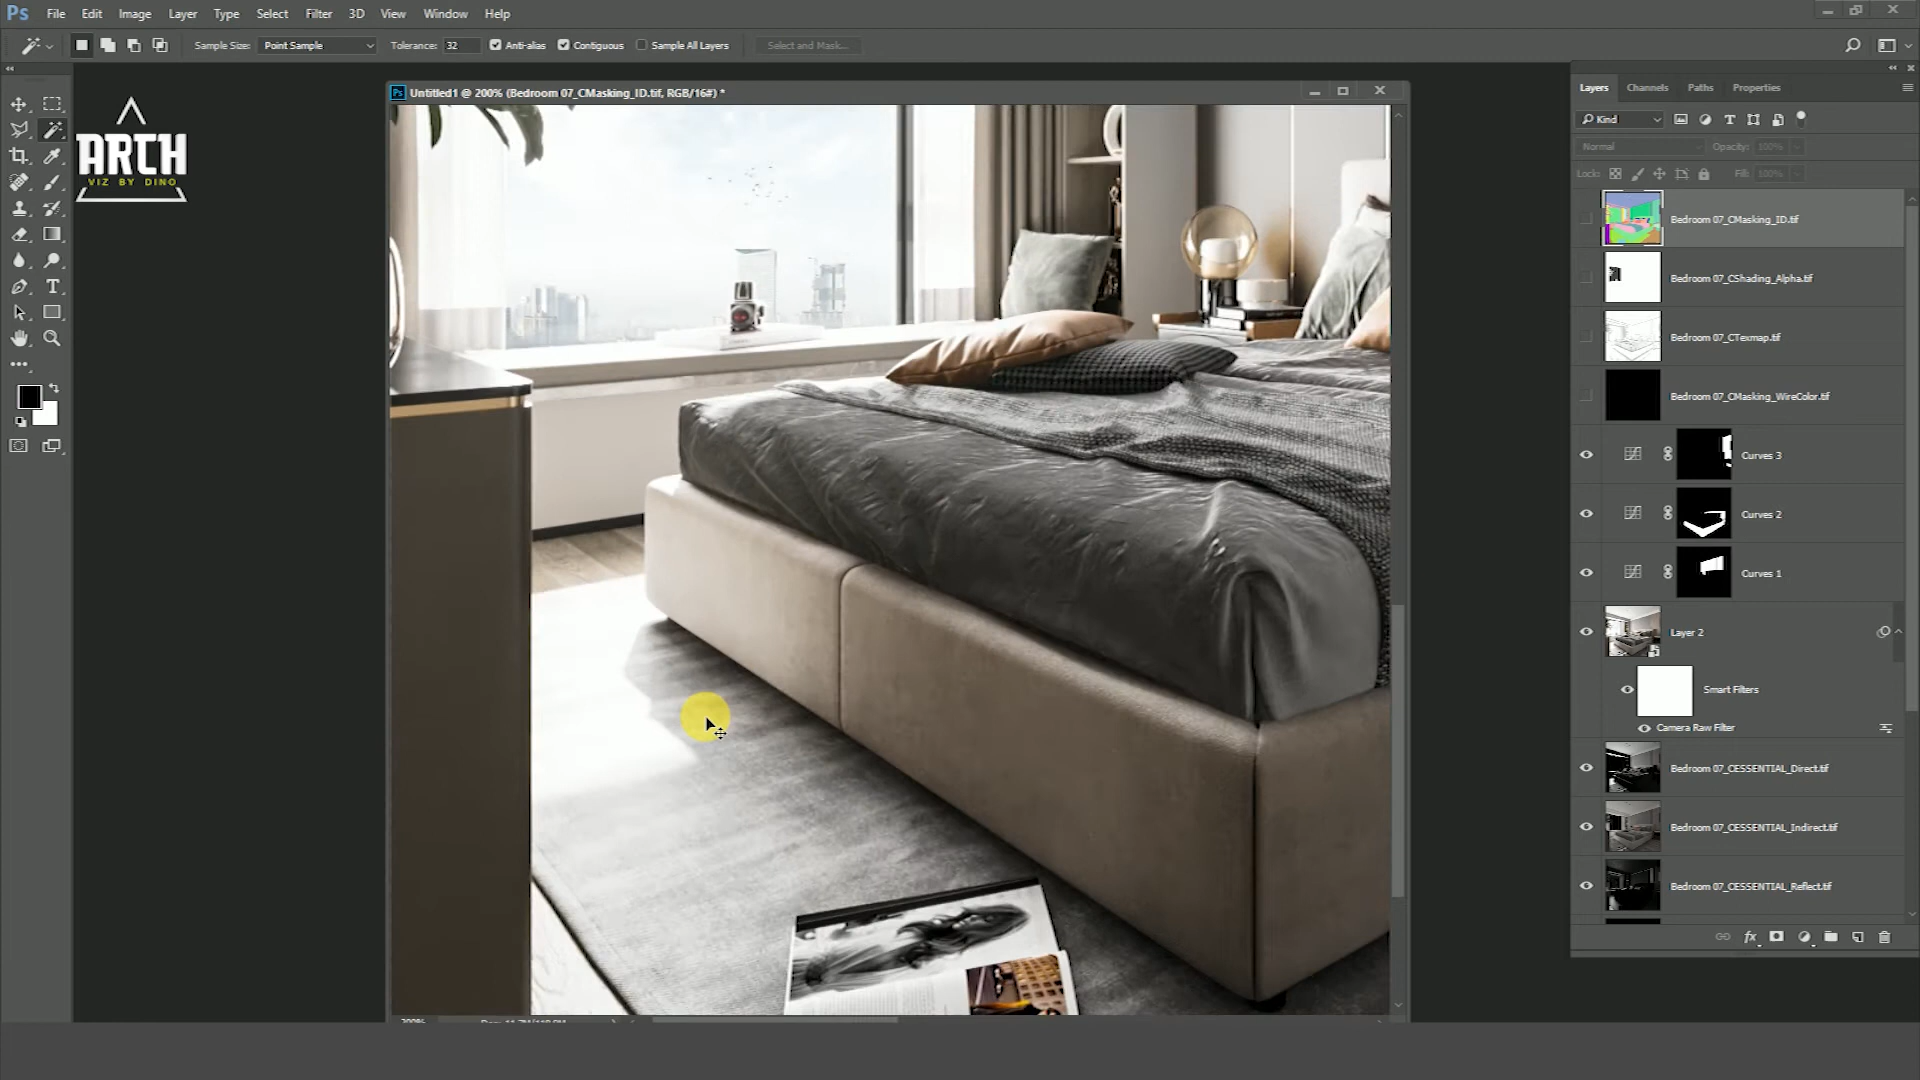 Ps File Edit Image Layer Type Select Filter 3D View Window Help
Sample Size: Point Sample Tolerance: 32 Anti-alias Contiguous Sample All Layers Select and Mask...
Ps Untitled1 @ 200% (Bedroom 07_CMasking_ID.tif, RGB/16#) *
ARCH
VIZ BY DINO
Layers Channels Paths Properties
Kind
Normal Opacity: 100%
Lock: Fill: 100%
Bedroom 07_CMasking_ID.tif
Bedroom 07_CShading_Alpha.tif
Bedroom 07_CTexmap.tif
Bedroom 07_CMasking_WireColor.tif
Curves 3
Curves 2
Curves 1
Layer 2
Smart Filters
Camera Raw Filter
Bedroom 07_CESSENTIAL_Direct.tif
Bedroom 07_CESSENTIAL_Indirect.tif
Bedroom 07_CESSENTIAL_Reflect.tif
fx